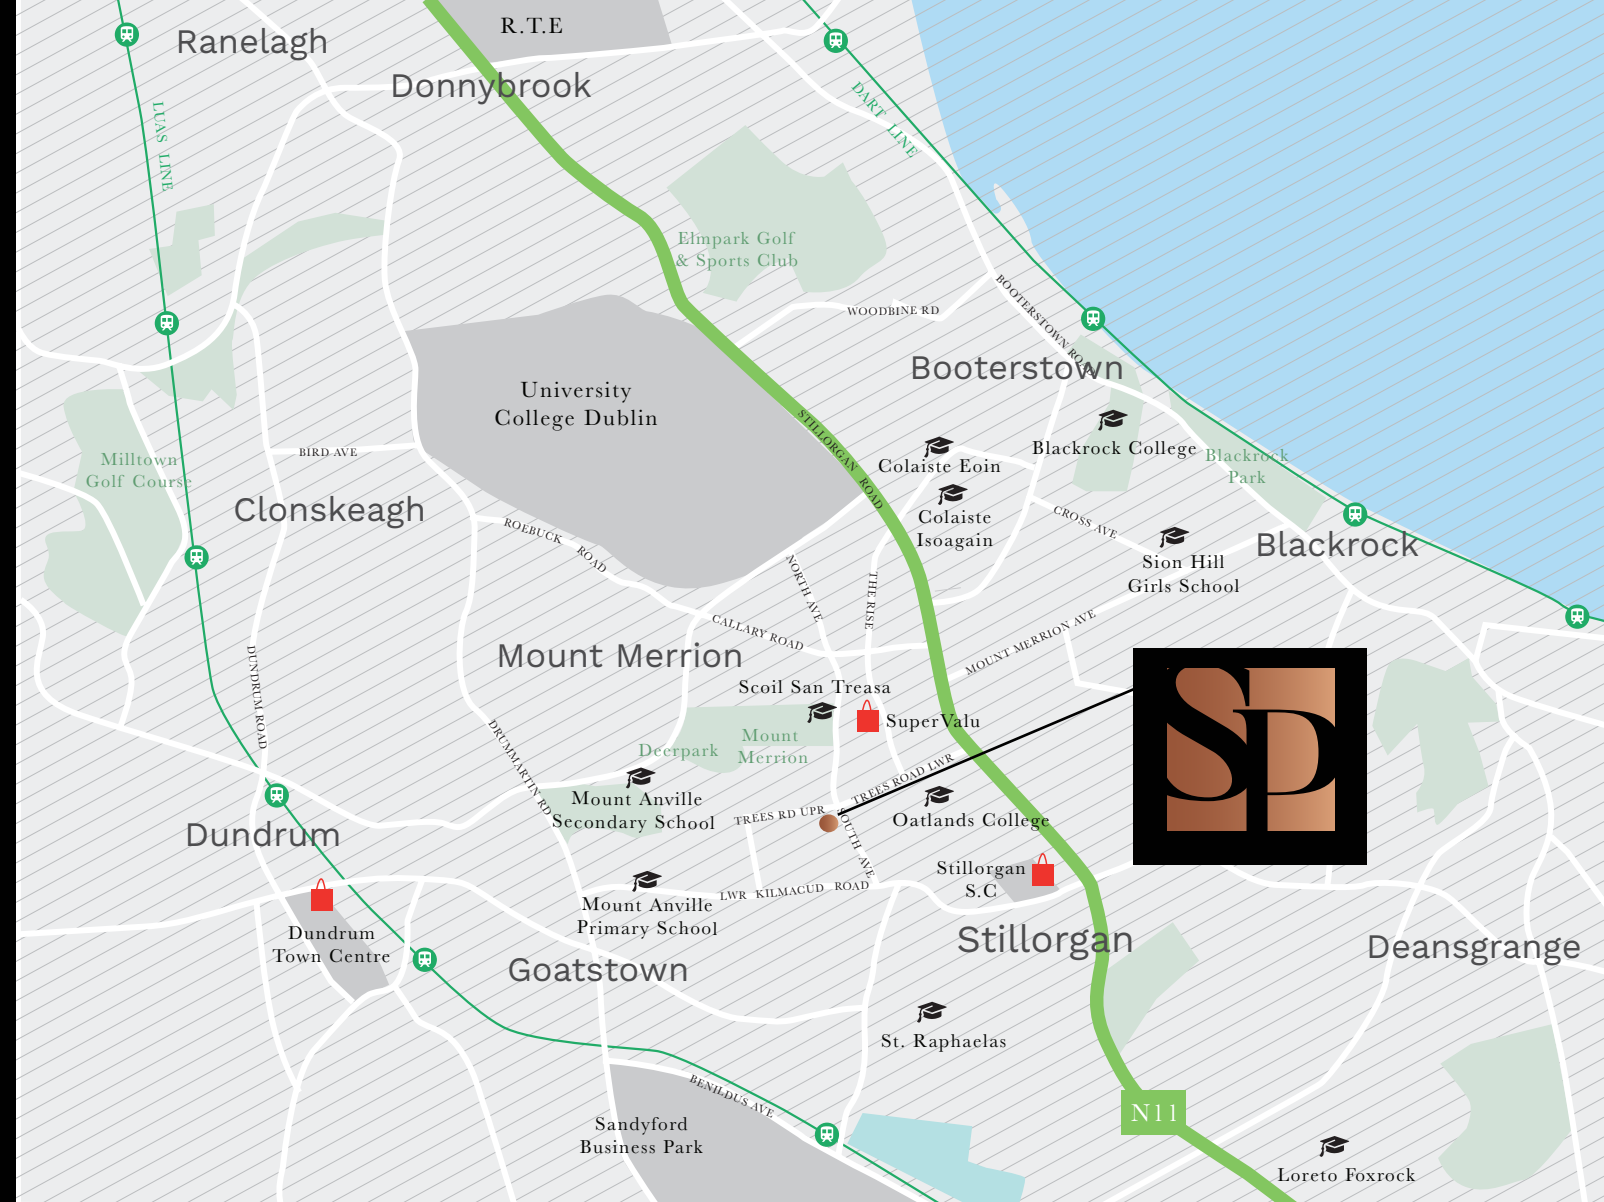 R.T.E
Ranelagh
Donnybrook
LUAS LINE
DART LINE
Elmpark Golf
& Sports Club
WOODBINE RD
BOOTERSTOWN ROAD
Booterstown
University
College Dublin
STILLORGAN ROAD
Blackrock College
Colaiste Eoin
Blackrock
Park
BIRD AVE
Milltown
Golf Course
Clonskeagh
Colaiste
Isoagain
CROSS AVE
Sion Hill
Girls School
Blackrock
ROEBUCK ROAD
NORTH AVE
THE RISE
CALLARY ROAD
MOUNT MERRION AVE
Mount Merrion
DUNDRUM ROAD
Scoil San Treasa
SuperValu
Deerpark
Mount
Merrion
DRUMMARTIN RD
SP
TREES ROAD LWR
Mount Anville
Secondary School
TREES RD UPR
SOUTH AVE
Oatlands College
Dundrum
Stillorgan
S.C
LWR KILMACUD ROAD
Mount Anville
Primary School
Dundrum
Town Centre
Stillorgan
Deansgrange
Goatstown
St. Raphaelas
BENILDUS AVE
N11
Sandyford
Business Park
Loreto Foxrock